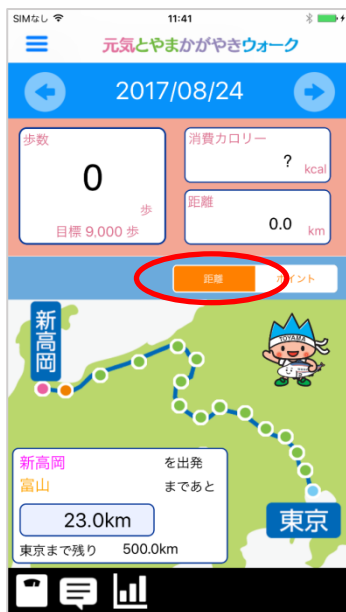 SIMなし 11:41
元気とやまかがやきウォーク
2017/08/24
歩数
0
歩
目標 9,000 歩
消費カロリー
? kcal
距離
0.0 km
距離 ポイント
新高岡
TOYAMA
新高岡 を出発
富山 まであと
23.0km
東京まで残り 500.0km
東京